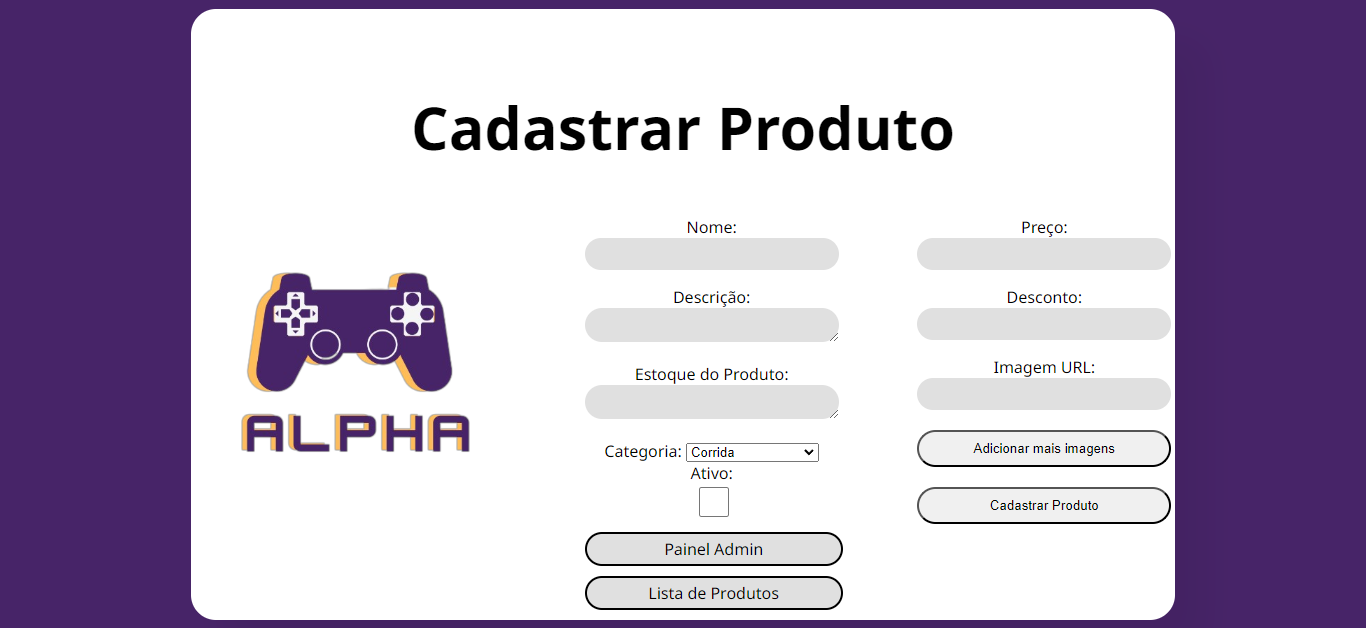 Cadastrar Produto
ALPHA
Nome:
Descrição:
Estoque do Produto:
Categoria: Corrida
Ativo:
Painel Admin
Lista de Produtos
Preço:
Desconto:
Imagem URL:
Adicionar mais imagens
Cadastrar Produto